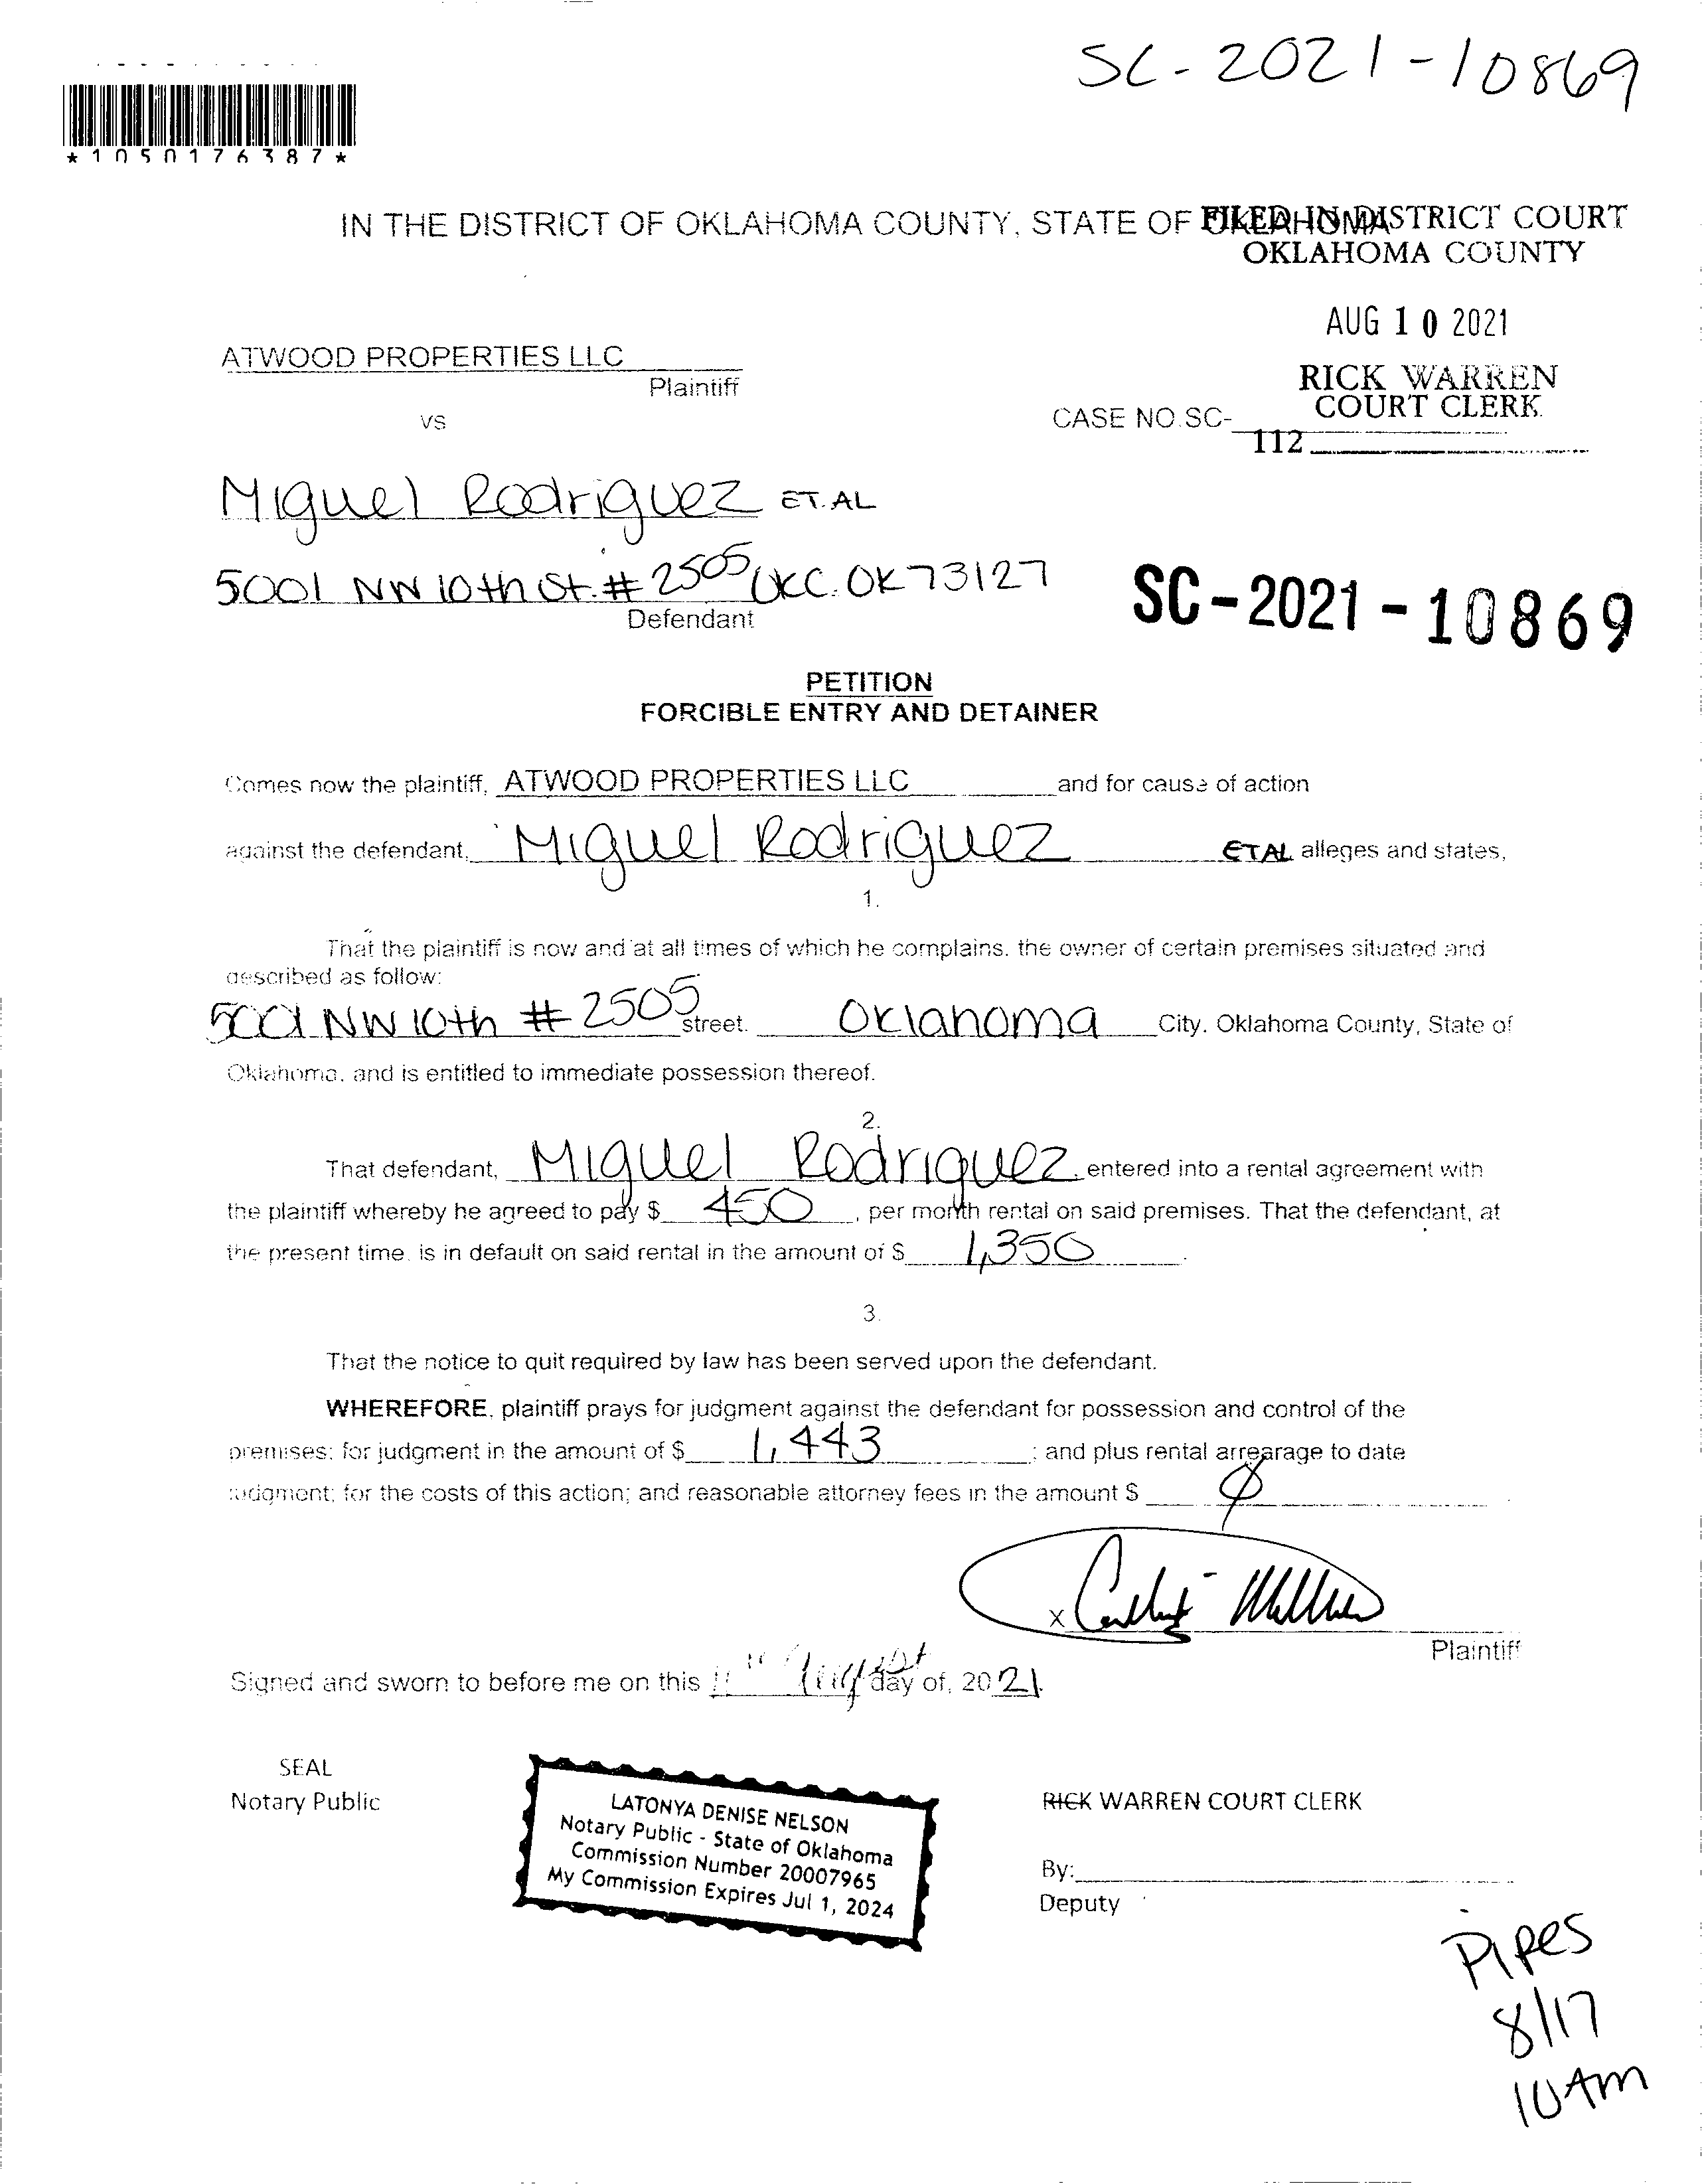 SC-2021-10869
*1050176387*
IN THE DISTRICT OF OKLAHOMA COUNTY, STATE OF OKLAHOMA
FILED IN DISTRICT COURT
OKLAHOMA COUNTY
AUG 10 2021
RICK WARREN
COURT CLERK
112
ATWOOD PROPERTIES LLC
Plaintiff
vs
CASE NO.SC-
Miguel Rodriguez ET.AL
5001 NW 10th St. # 2505 OKC. OK 73127
Defendant
SC-2021-10869
PETITION
FORCIBLE ENTRY AND DETAINER
Comes now the plaintiff, ATWOOD PROPERTIES LLC and for cause of action
against the defendant, Miguel Rodriguez ETAL alleges and states,
1.
That the plaintiff is now and at all times of which he complains, the owner of certain premises situated and
described as follow:
5001 NW 10th # 2505 street. Oklahoma City, Oklahoma County, State of
Oklahoma, and is entitled to immediate possession thereof.
2.
That defendant, Miguel Rodriguez entered into a rental agreement with
the plaintiff whereby he agreed to pay $ 450, per month rental on said premises. That the defendant, at
the present time, is in default on said rental in the amount of $ 1,350.
3.
That the notice to quit required by law has been served upon the defendant.
WHEREFORE, plaintiff prays for judgment against the defendant for possession and control of the
premises; for judgment in the amount of $ 1,443; and plus rental arrearage to date
judgment; for the costs of this action; and reasonable attorney fees in the amount $ 0.
X
Plaintiff
Signed and sworn to before me on this August day of, 2021.
SEAL
Notary Public
LATONYA DENISE NELSON
Notary Public - State of Oklahoma
Commission Number 20007965
My Commission Expires Jul 1, 2024
RICK WARREN COURT CLERK
By:
Deputy
Pipes
8/17
10Am